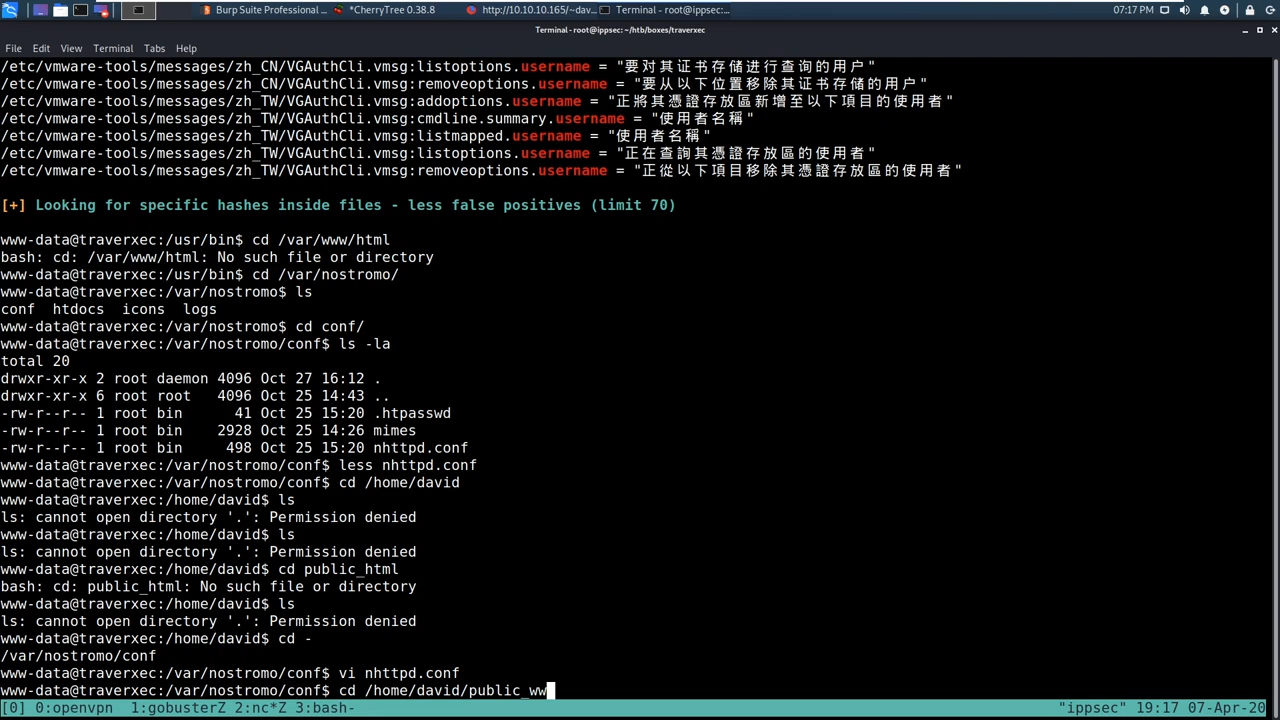 Burp Suite Professional ...
*CherryTree 0.38.8
http://10.10.10.165/~dav...
Terminal - root@ippsec:...
07:17 PM
Terminal - root@ippsec: ~/htb/boxes/traverxec
File Edit View Terminal Tabs Help
/etc/vmware-tools/messages/zh_CN/VGAuthCli.vmsg:listoptions.username = "要对其证书存储进行查询的用户"
/etc/vmware-tools/messages/zh_CN/VGAuthCli.vmsg:removeoptions.username = "要从以下位置移除其证书存储的用户"
/etc/vmware-tools/messages/zh_TW/VGAuthCli.vmsg:addoptions.username = "正將其憑證存放區新增至以下項目的使用者"
/etc/vmware-tools/messages/zh_TW/VGAuthCli.vmsg:cmdline.summary.username = "使用者名稱"
/etc/vmware-tools/messages/zh_TW/VGAuthCli.vmsg:listmapped.username = "使用者名稱"
/etc/vmware-tools/messages/zh_TW/VGAuthCli.vmsg:listoptions.username = "正在查詢其憑證存放區的使用者"
/etc/vmware-tools/messages/zh_TW/VGAuthCli.vmsg:removeoptions.username = "正從以下項目移除其憑證存放區的使用者"
[+] Looking for specific hashes inside files - less false positives (limit 70)
www-data@traverxec:/usr/bin$ cd /var/www/html
bash: cd: /var/www/html: No such file or directory
www-data@traverxec:/usr/bin$ cd /var/nostromo/
www-data@traverxec:/var/nostromo$ ls
conf  htdocs  icons  logs
www-data@traverxec:/var/nostromo$ cd conf/
www-data@traverxec:/var/nostromo/conf$ ls -la
total 20
drwxr-xr-x 2 root daemon 4096 Oct 27 16:12 .
drwxr-xr-x 6 root root   4096 Oct 25 14:43 ..
-rw-r--r-- 1 root bin      41 Oct 25 15:20 .htpasswd
-rw-r--r-- 1 root bin    2928 Oct 25 14:26 mimes
-rw-r--r-- 1 root bin     498 Oct 25 15:20 nhttpd.conf
www-data@traverxec:/var/nostromo/conf$ less nhttpd.conf
www-data@traverxec:/var/nostromo/conf$ cd /home/david
www-data@traverxec:/home/david$ ls
ls: cannot open directory '.': Permission denied
www-data@traverxec:/home/david$ ls
ls: cannot open directory '.': Permission denied
www-data@traverxec:/home/david$ cd public_html
bash: cd: public_html: No such file or directory
www-data@traverxec:/home/david$ ls
ls: cannot open directory '.': Permission denied
www-data@traverxec:/home/david$ cd -
/var/nostromo/conf
www-data@traverxec:/var/nostromo/conf$ vi nhttpd.conf
www-data@traverxec:/var/nostromo/conf$ cd /home/david/public_ww
[0] 0:openvpn  1:gobusterZ 2:nc*Z 3:bash-  "ippsec" 19:17 07-Apr-20